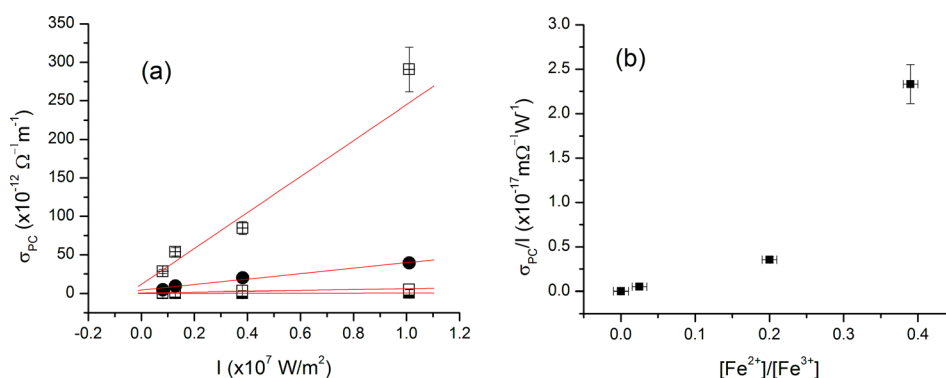 (a)
σPC (x10⁻¹² Ω⁻¹m⁻¹)
350
300
250
200
150
100
50
0
-0.2 0.0 0.2 0.4 0.6 0.8 1.0 1.2
I (x10⁷ W/m²)
(b)
σPC/I (x10⁻¹⁷mΩ⁻¹W⁻¹)
3.0
2.5
2.0
1.5
1.0
0.5
0.0
0.0 0.1 0.2 0.3 0.4
[Fe²⁺]/[Fe³⁺]